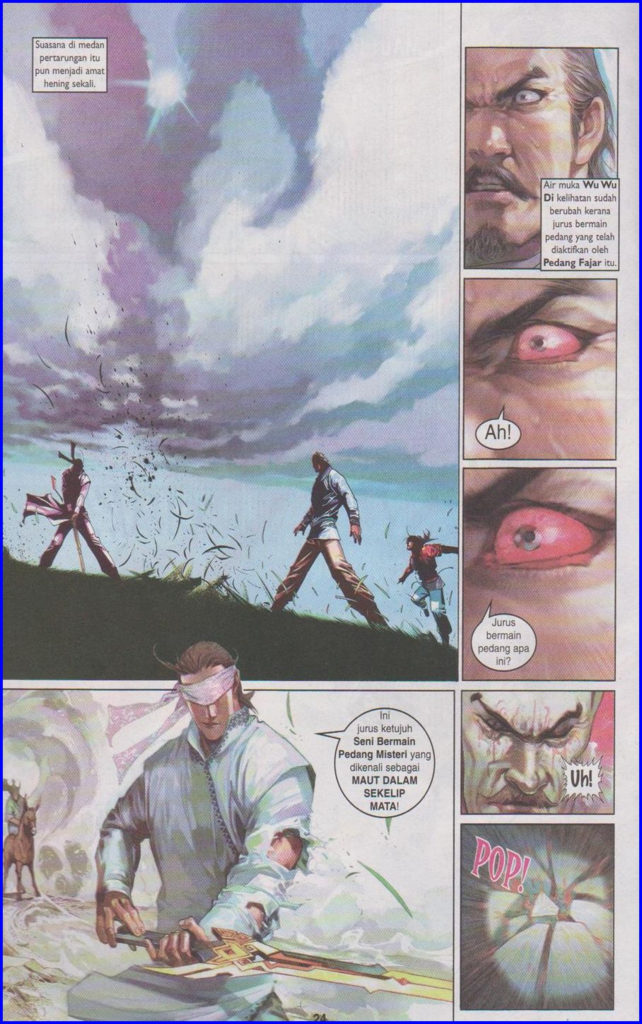 Suasana di medan
pertarungan itu
pun menjadi amat
hening sekali.
Air muka Wu Wu
Di kelihatan sudah
berubah kerana
jurus bermain
pedang yang telah
diaktifkan oleh
Pedang Fajar itu.
Ah!
Jurus
bermain
pedang apa
ini?
Ini
jurus ketujuh
Seni Bermain
Pedang Misteri yang
dikenali sebagai
MAUT DALAM
SEKELIP
MATA!
Uh!
POP!
24